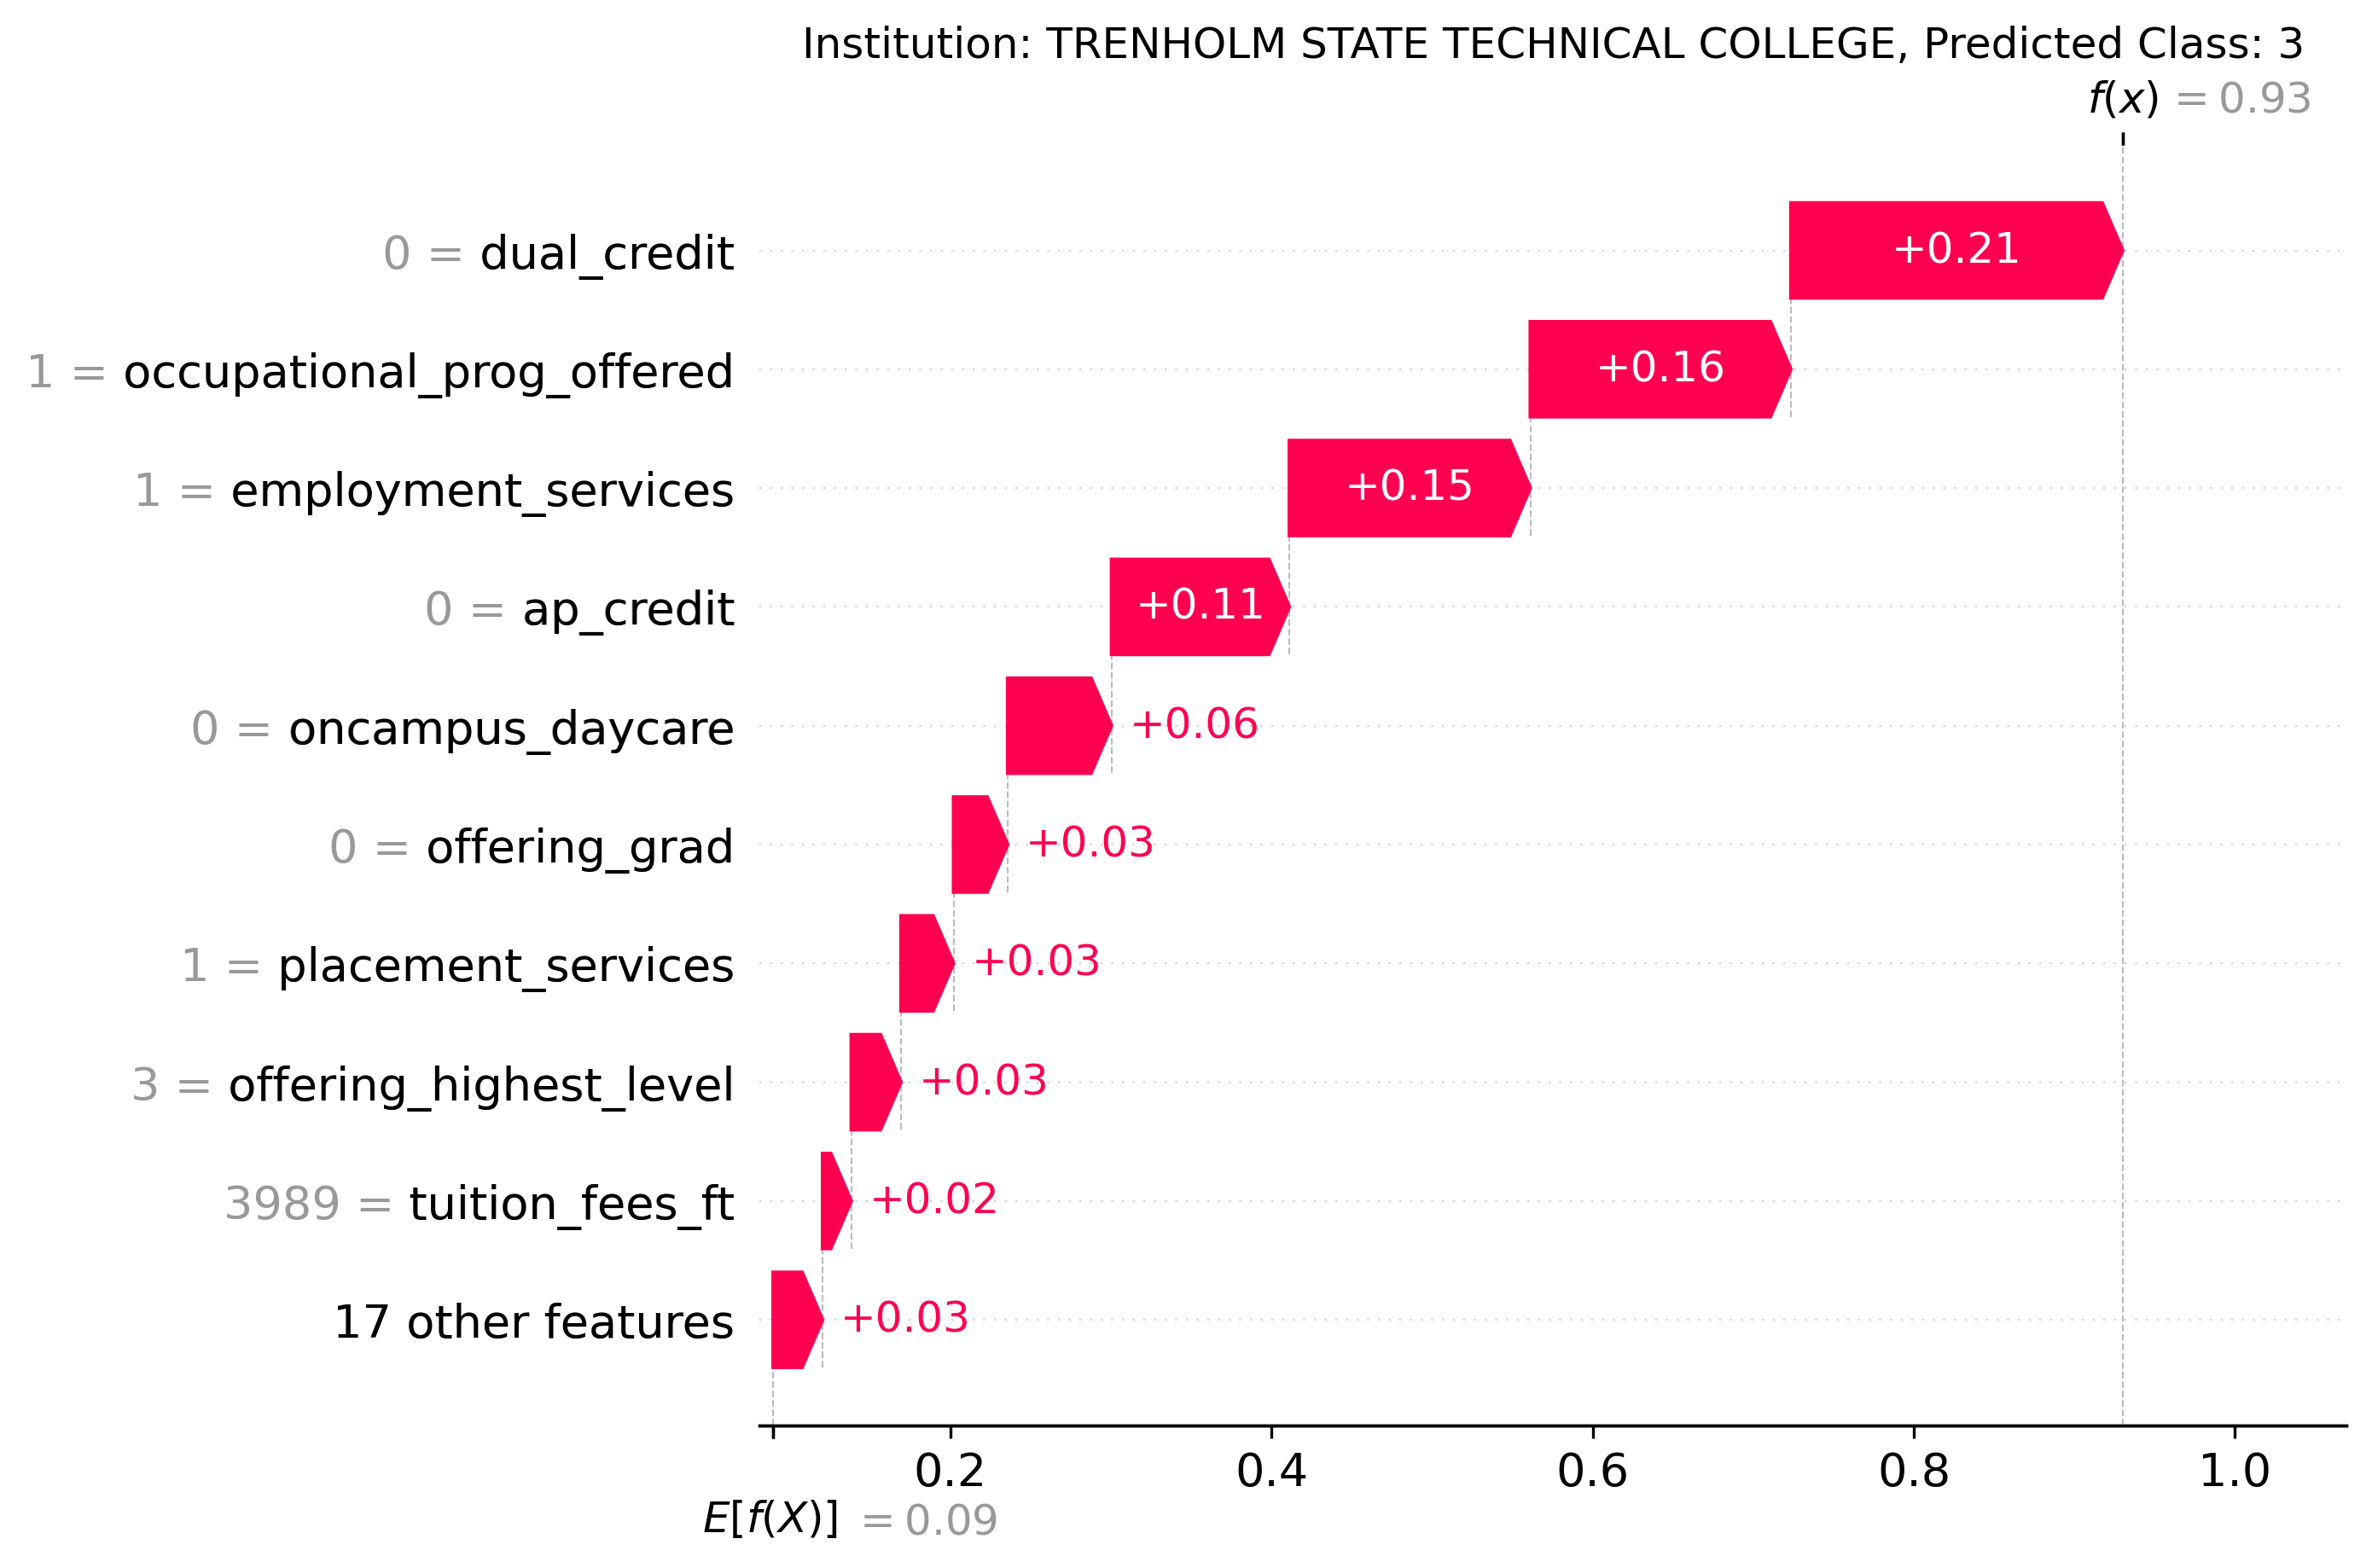 Institution: TRENHOLM STATE TECHNICAL COLLEGE, Predicted Class: 3
f(x) = 0.93
0 = dual_credit +0.21
1 = occupational_prog_offered +0.16
1 = employment_services +0.15
0 = ap_credit +0.11
0 = oncampus_daycare +0.06
0 = offering_grad +0.03
1 = placement_services +0.03
3 = offering_highest_level +0.03
3989 = tuition_fees_ft +0.02
17 other features +0.03
0.2 0.4 0.6 0.8 1.0
E[f(X)] = 0.09